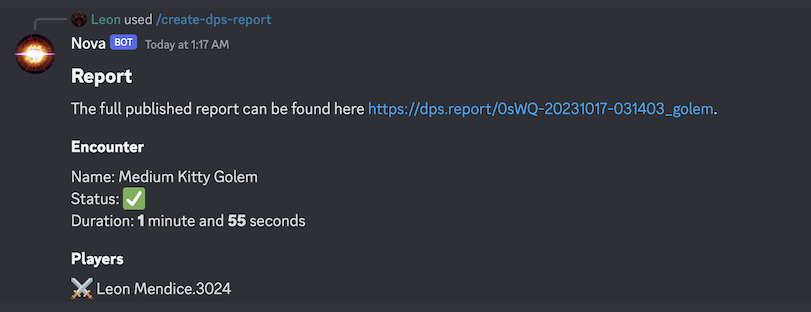 Leon used /create-dps-report
Nova BOT Today at 1:17 AM
Report
The full published report can be found here https://dps.report/0sWQ-20231017-031403_golem.
Encounter
Name: Medium Kitty Golem
Status: ✅
Duration: 1 minute and 55 seconds
Players
⚔️ Leon Mendice.3024